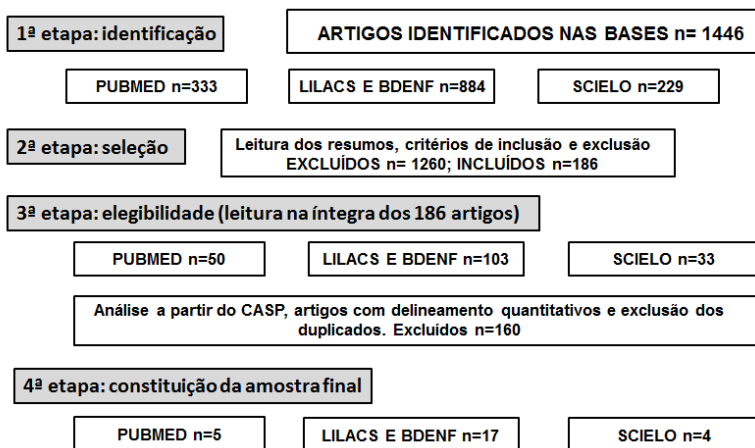 1ª etapa: identificação
ARTIGOS IDENTIFICADOS NAS BASES n= 1446
PUBMED n=333
LILACS E BDENF n=884
SCIELO n=229
2ª etapa: seleção
Leitura dos resumos, critérios de inclusão e exclusão
EXCLUÍDOS n= 1260; INCLUÍDOS n=186
3ª etapa: elegibilidade (leitura na íntegra dos 186 artigos)
PUBMED n=50
LILACS E BDENF n=103
SCIELO n=33
Análise a partir do CASP, artigos com delineamento quantitativos e exclusão dos
duplicados. Excluídos n=160
4ª etapa: constituição da amostra final
PUBMED n=5
LILACS E BDENF n=17
SCIELO n=4